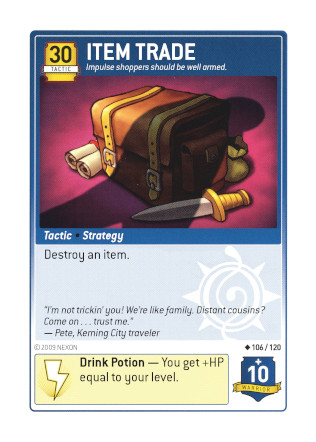 30
TACTIC
ITEM TRADE
Impulse shoppers should be well armed.
Tactic • Strategy
Destroy an item.
"I'm not trickin' you! We're like family. Distant cousins?
Come on . . . trust me."
— Pete, Kerning City traveler
© 2009 NEXON
◆ 106 / 120
Drink Potion — You get +HP
equal to your level.
+
10
WARRIOR